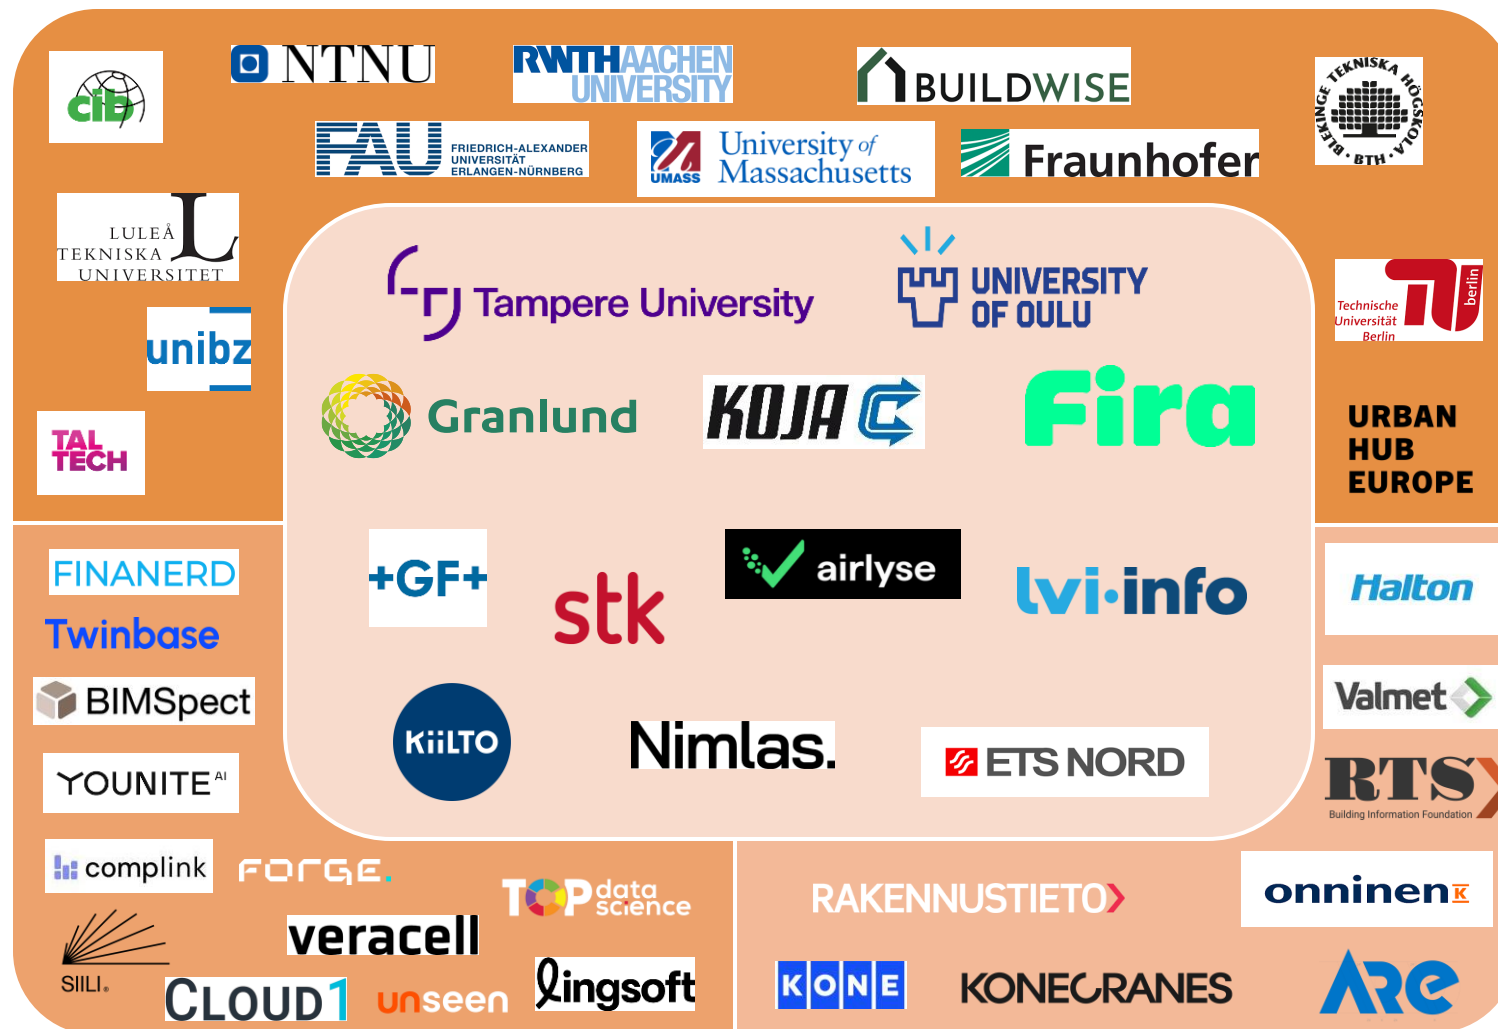 cib
NTNU
RWTHAACHEN
UNIVERSITY
BUILDWISE
BLEKINGE TEKNISKA HÖGSKOLA
· BTH ·
FAU
FRIEDRICH-ALEXANDER
UNIVERSITÄT
ERLANGEN-NÜRNBERG
UMASS
University of
Massachusetts
Fraunhofer
LULEÅ
TEKNISKA
UNIVERSITET
L
unibz
TAL
TECH
Tampere University
UNIVERSITY
OF OULU
Technische
Universität
Berlin
berlin
Granlund
KOJA
Fira
URBAN
HUB
EUROPE
+GF+
stk
airlyse
lvi·info
KiiLTO
Nimlas.
ETS NORD
FINANERD
Twinbase
BIMSpect
YOUNITE AI
complink
FORGE.
TOP data
science
SIILI
veracell
CLOUD1
unseen
lingsoft
Halton
Valmet
RTS
Building Information Foundation
RAKENNUSTIETO
onninen K
KONE
KONECRANES
Are